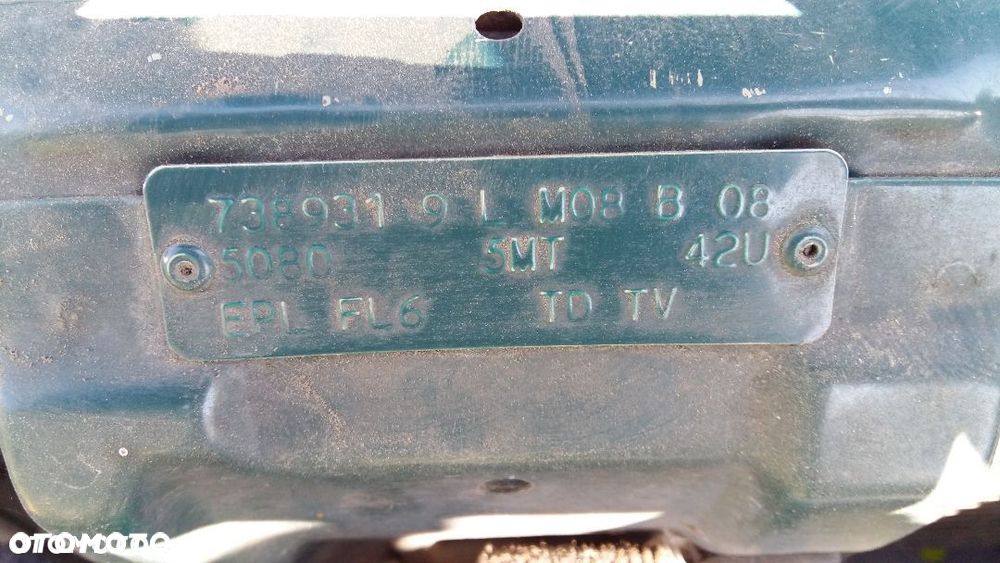 738931 9 L M08 B 08
5080 5MT 42U
EPL FL6 TD TV
OTOMOTO